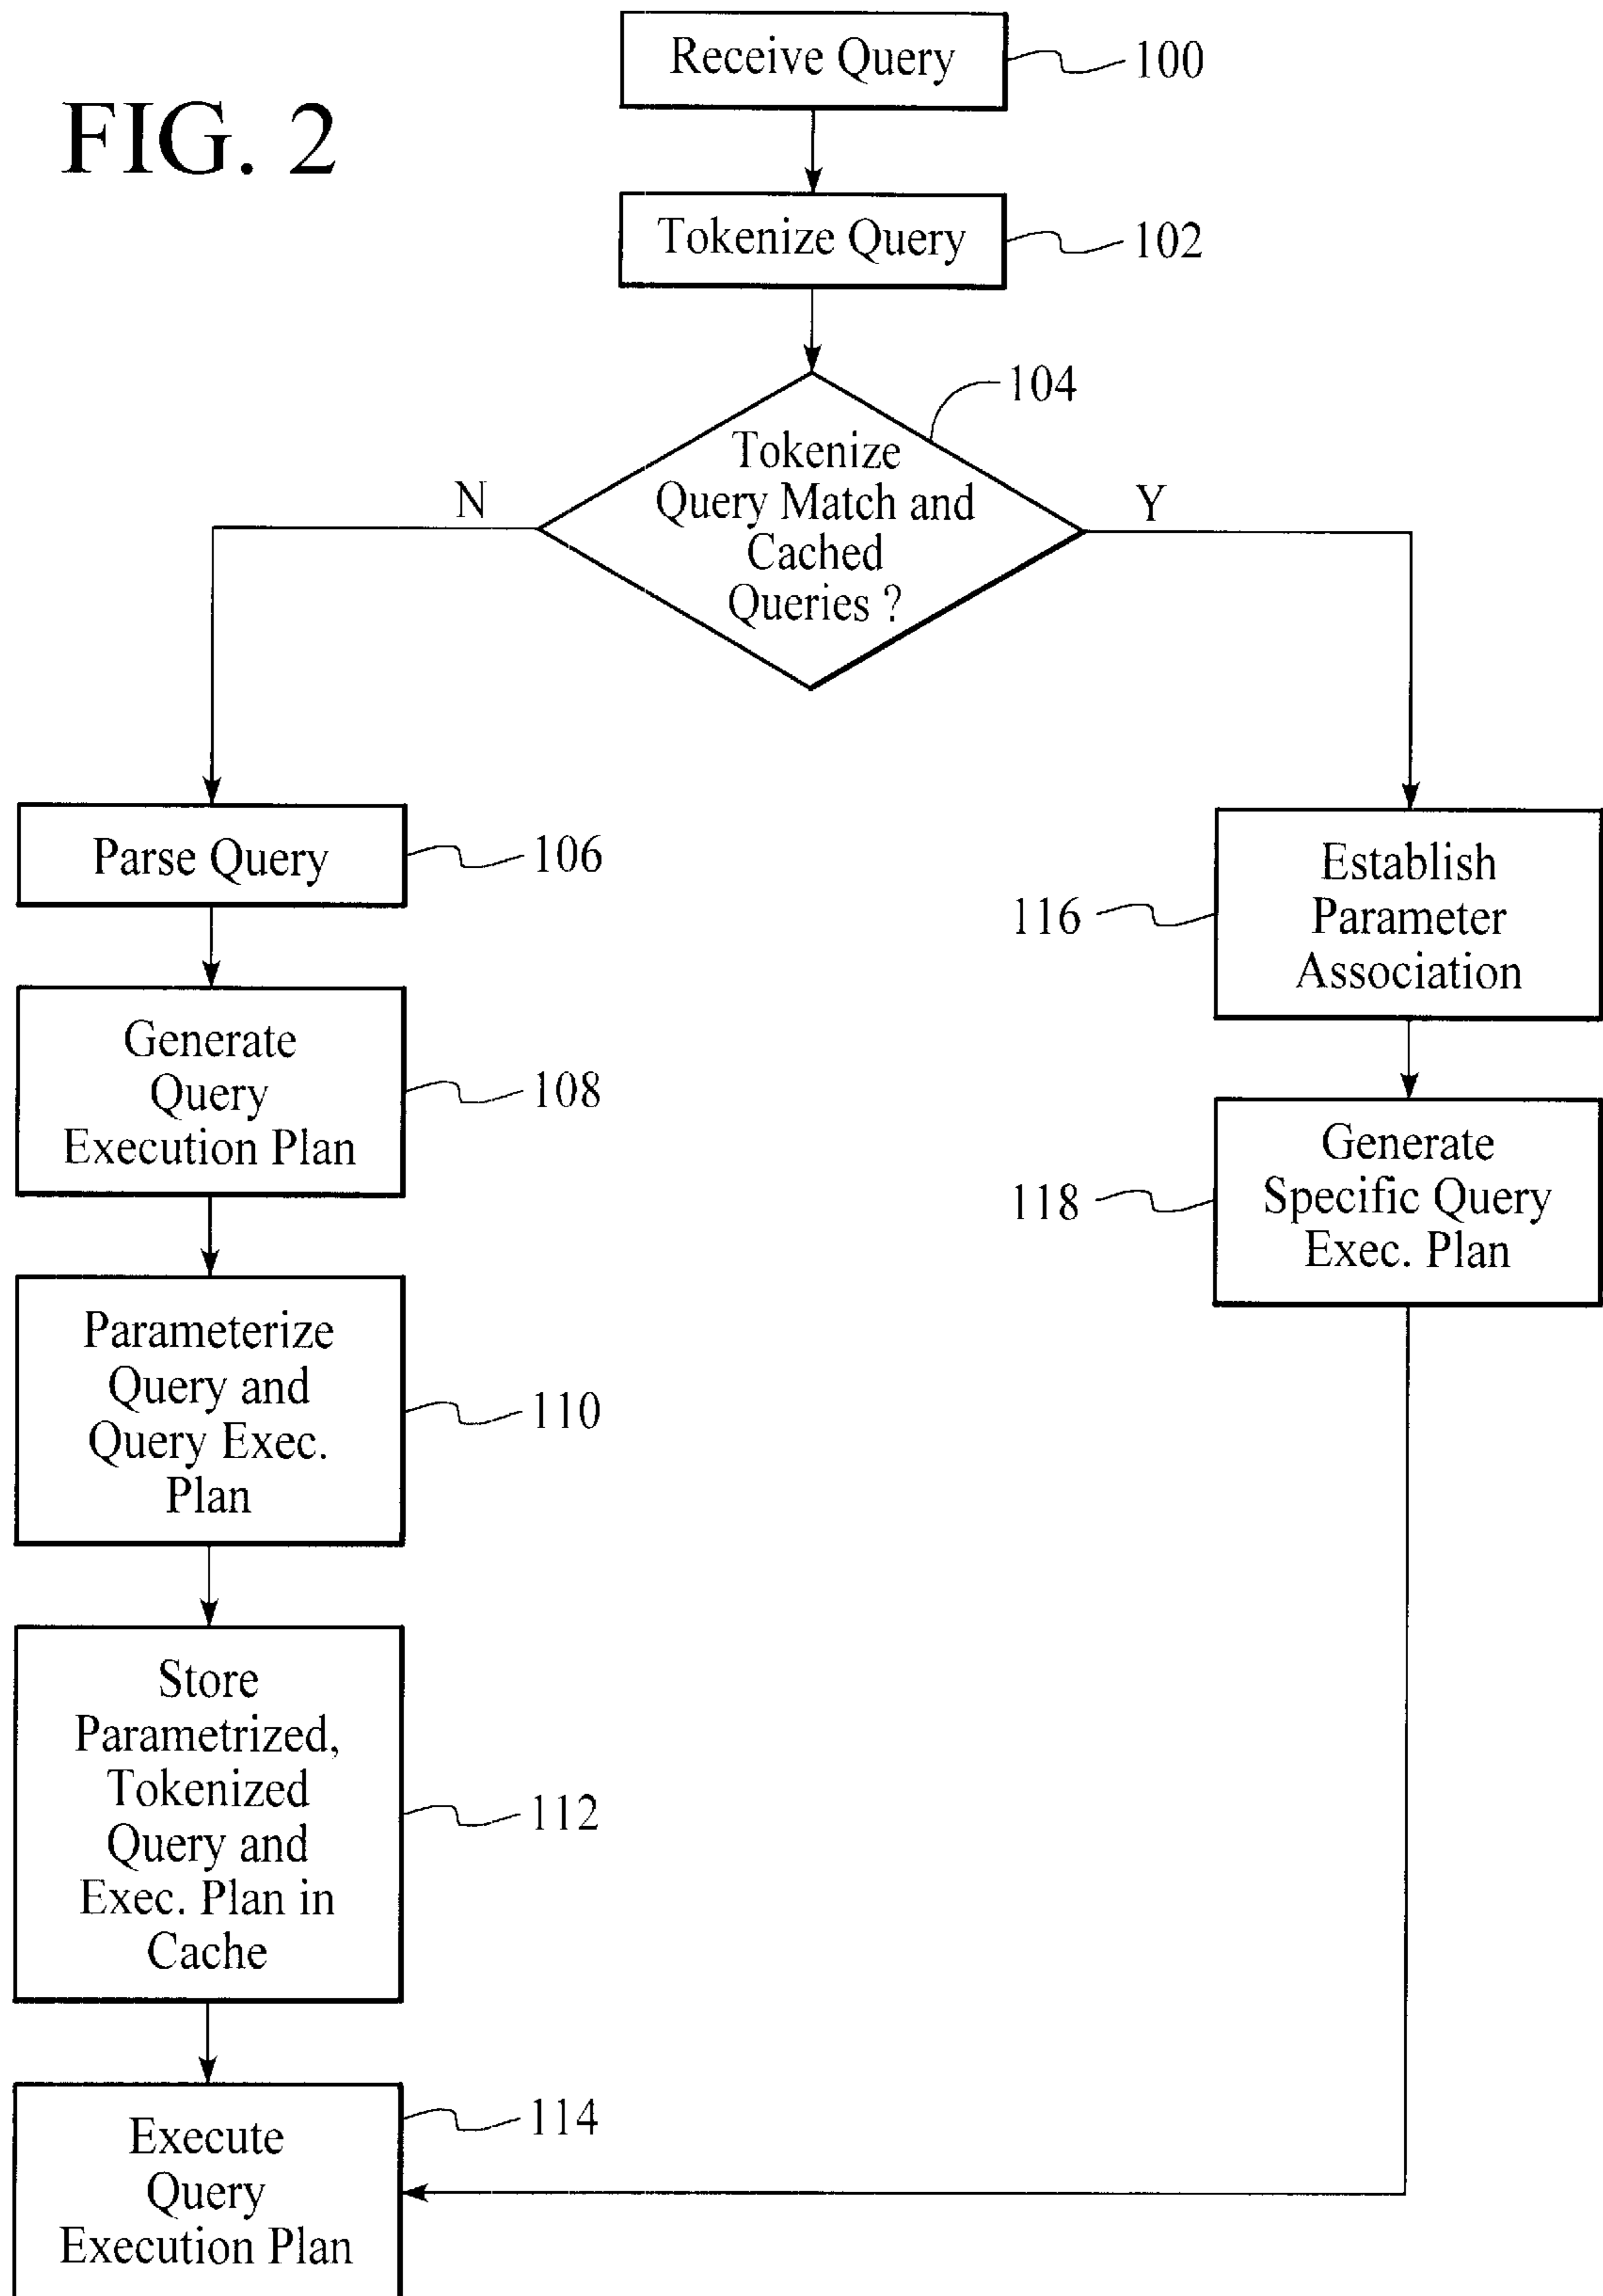 FIG. 2
Receive Query
100
Tokenize Query
102
104
Tokenize
Query Match and
Cached
Queries ?
N
Y
Parse Query
106
Generate
Query
Execution Plan
108
Parameterize
Query and
Query Exec.
Plan
110
Store
Parametrized,
Tokenized
Query and
Exec. Plan in
Cache
112
Execute
Query
Execution Plan
114
Establish
Parameter
Association
116
Generate
Specific Query
Exec. Plan
118